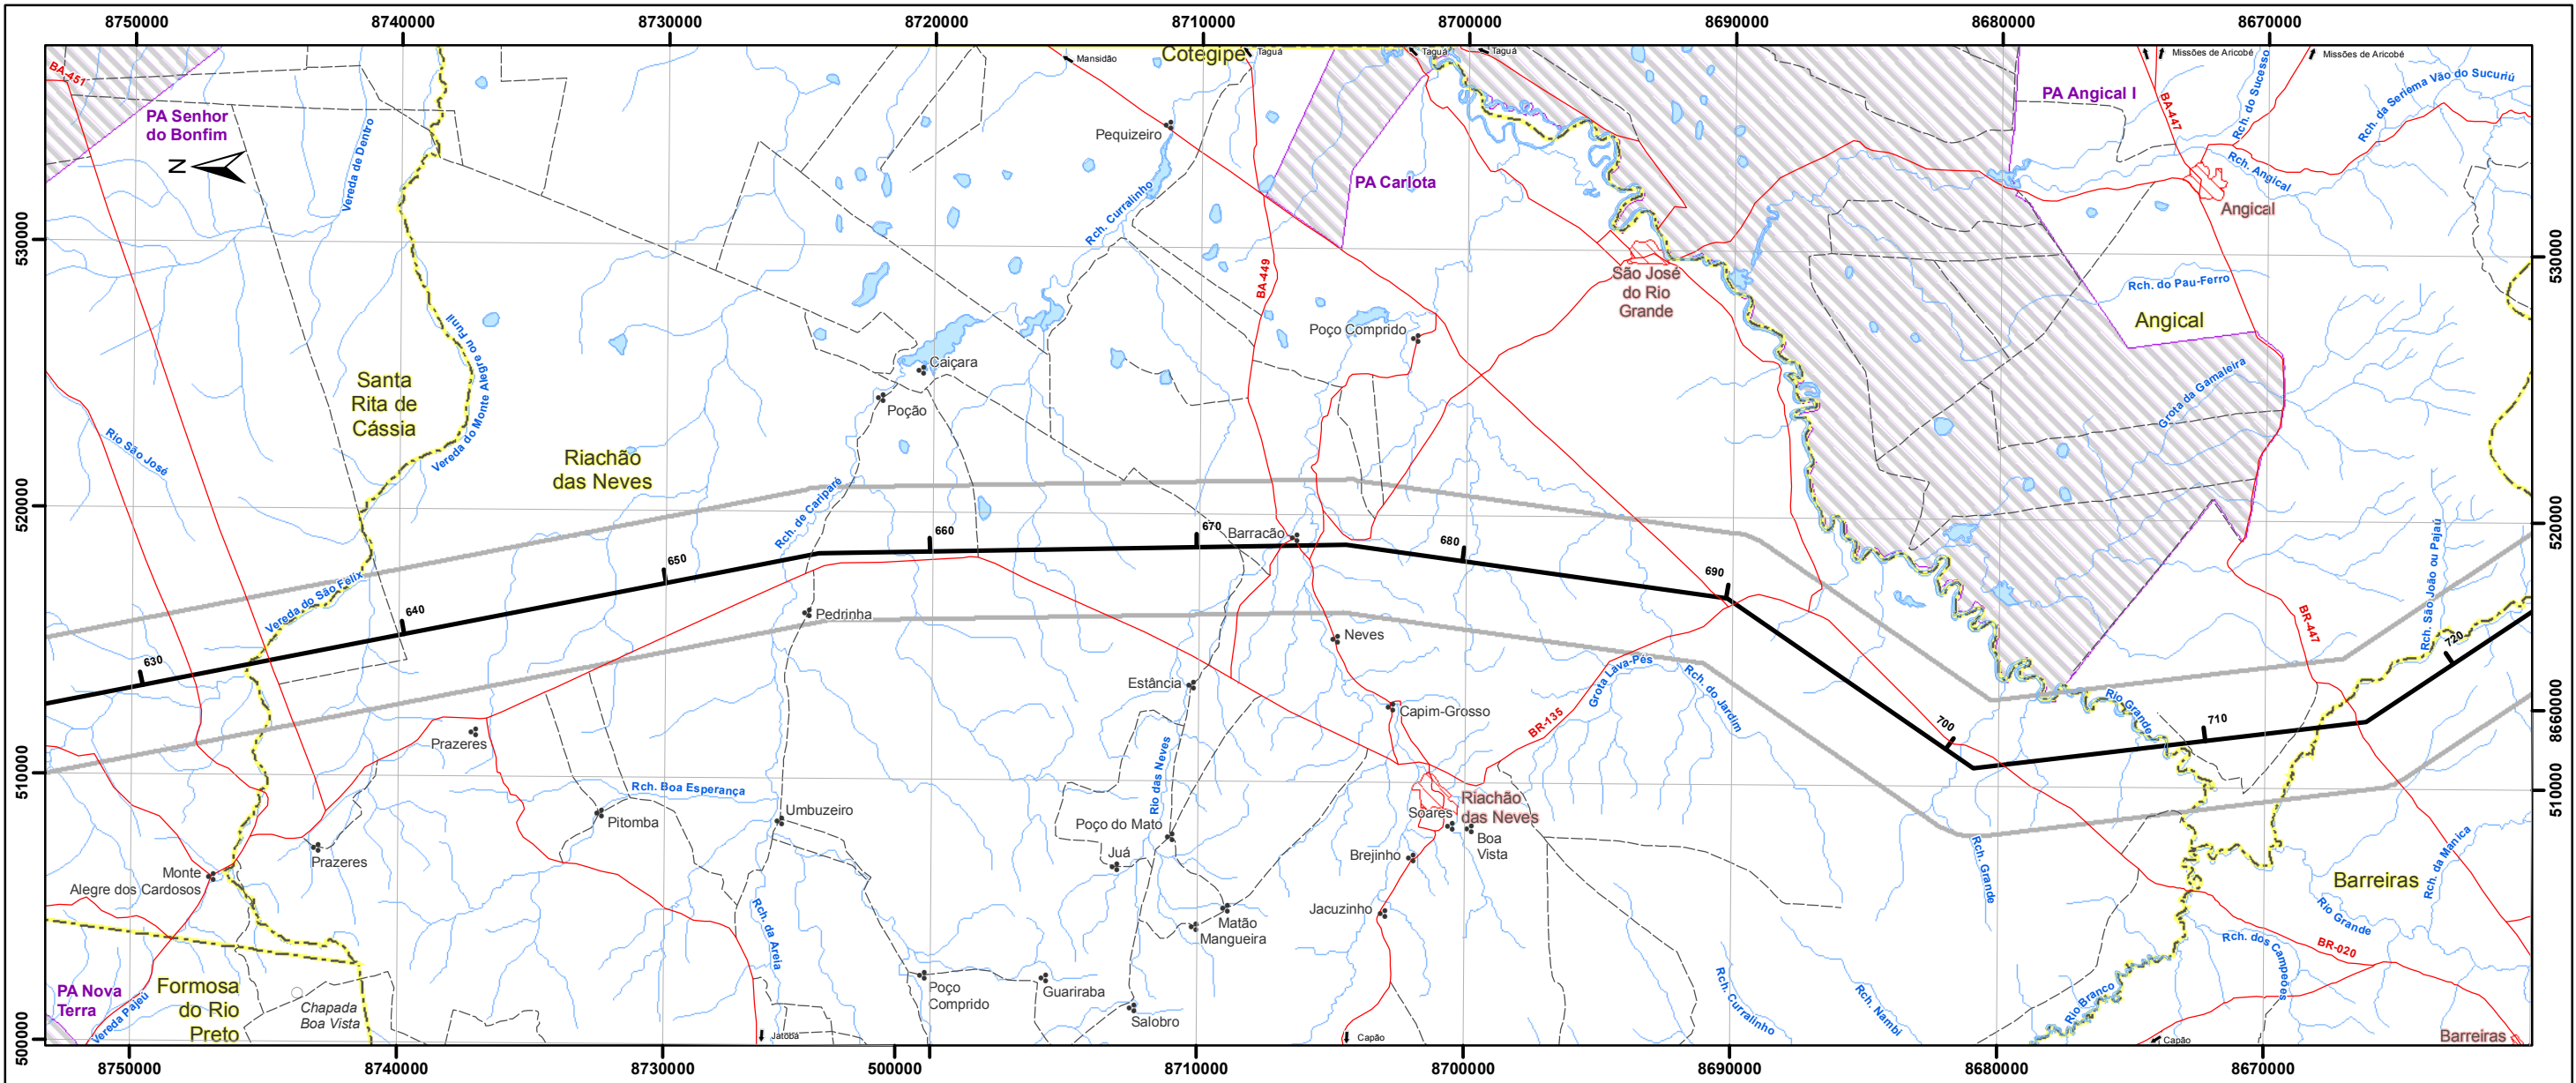 8750000
8740000
8730000
8720000
8710000
8700000
8690000
8680000
8670000
BA-451
Mansidão
Cotegipe
Taguá
Taguá
Taguá
Missões de Aricobé
Missões de Aricobé
PA Senhor
do Bonfim
N
Vereda de Dentro
Pequizeiro
Rch. Curralinho
PA Carlota
PA Angical I
BA-447
Rch. do Sucesso
Rch. da Seriema Vão do Sucuriú
Rch. Angical
Angical
530000
530000
BA-449
São José
do Rio
Grande
Rch. do Pau-Ferro
Angical
Vereda do Monte Alegre ou Funil
Poço Comprido
Caiçara
Poção
Santa
Rita de
Cássia
Rio São José
Riachão
das Neves
Grota da Gamaleira
520000
520000
Rch. de Cariparé
Barracão
630
640
650
660
670
680
690
700
710
720
Vereda do São Felix
Pedrinha
Neves
BR-447
Rch. São João ou Pajaú
Estância
Capim-Grosso
Grota Lava-Pés
Rch. do Jardim
BR-135
Rio Grande
8660000
Prazeres
510000
510000
Rch. Boa Esperança
Rio das Neves
Pitomba
Umbuzeiro
Poço do Mato
Juá
Soares
Riachão
das Neves
Boa
Vista
Brejinho
Prazeres
Monte
Alegre dos Cardosos
Rch. Grande
Barreiras
Rch. da Manica
Jacuzinho
Matão
Mangueira
Rch. da Areia
Rio Grande
Rch. dos Campeões
BR-020
PA Nova
Terra
Vereda Pajeú
Formosa
do Rio
Preto
Chapada
Boa Vista
Poço
Comprido
Guariraba
Salobro
Rch. Curralinho
Rch. Nambi
Rio Branco
Jatobá
Capão
Capão
Barreiras
500000
8750000
8740000
8730000
500000
8720000
8710000
8700000
8690000
8680000
8670000